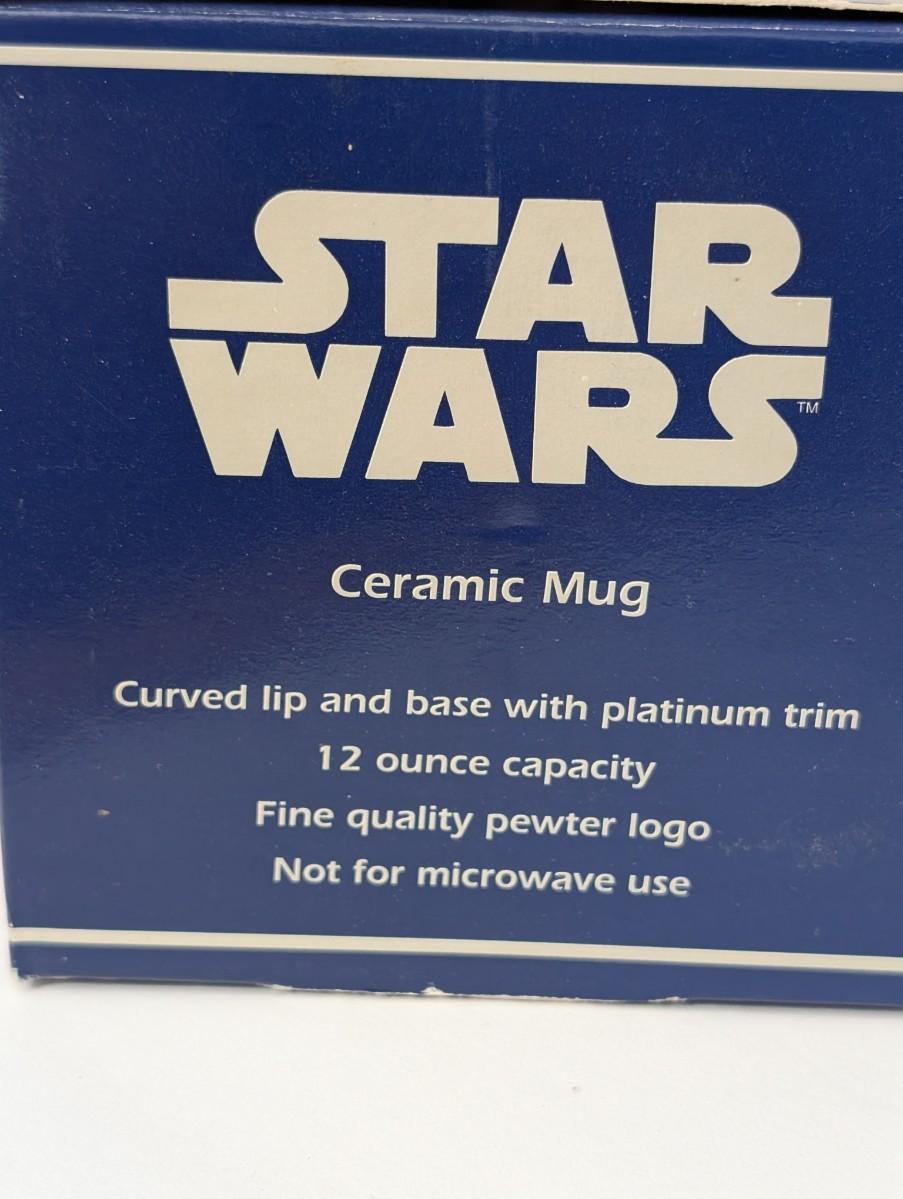 STAR
WARS™
Ceramic Mug
Curved lip and base with platinum trim
12 ounce capacity
Fine quality pewter logo
Not for microwave use